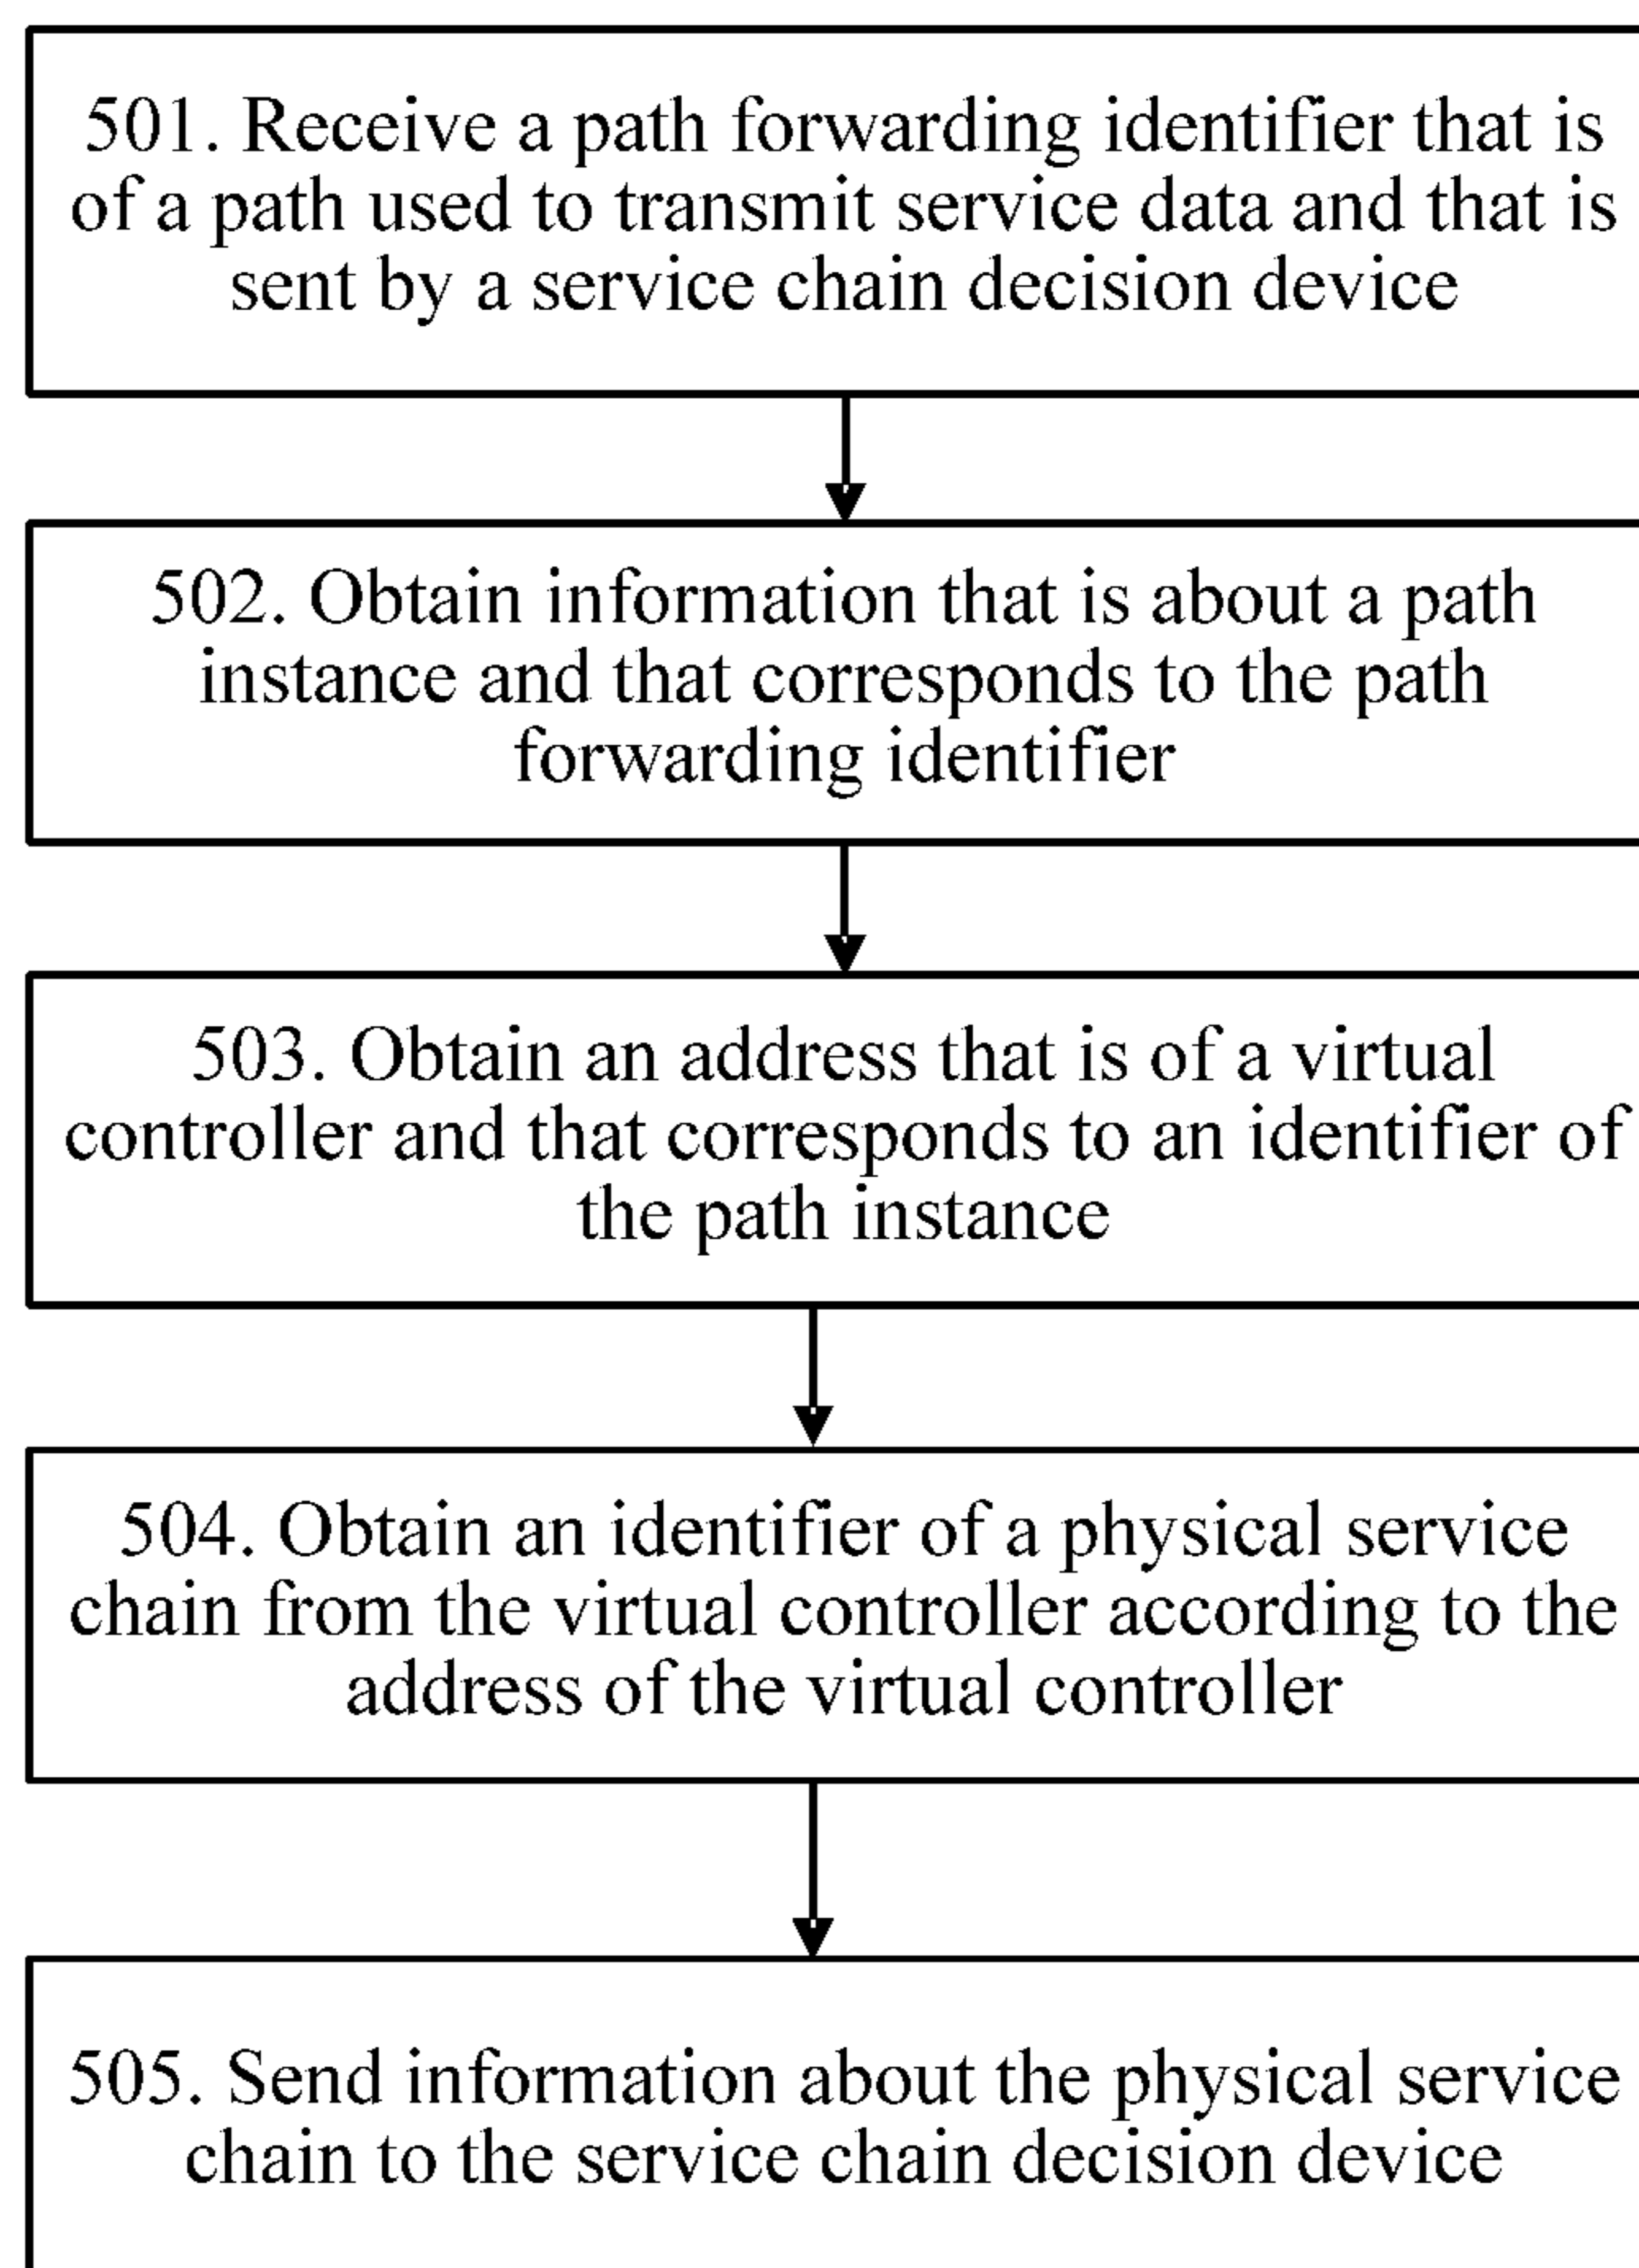 501. Receive a path forwarding identifier that is
of a path used to transmit service data and that is
sent by a service chain decision device
502. Obtain information that is about a path
instance and that corresponds to the path
forwarding identifier
503. Obtain an address that is of a virtual
controller and that corresponds to an identifier of
the path instance
504. Obtain an identifier of a physical service
chain from the virtual controller according to the
address of the virtual controller
505. Send information about the physical service
chain to the service chain decision device